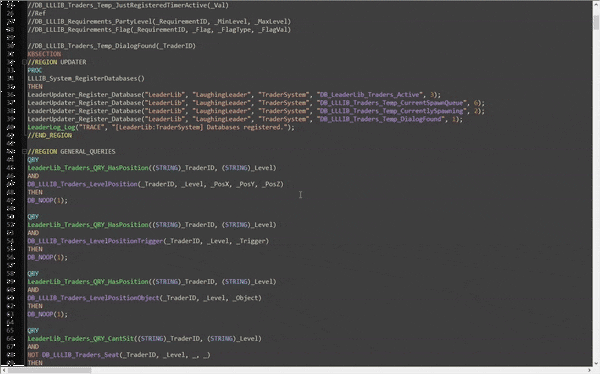 //DB_LLLIB_Traders_Temp_JustRegisteredTimerActive(_Val)
//Ref
//DB_LLLIB_Requirements_PartyLevel(_RequirementID, _MinLevel, _MaxLevel)
//DB_LLLIB_Requirements_Flag(_RequirementID, _Flag, _FlagType, _FlagVal)
//DB_LLLIB_Traders_Temp_DialogFound(_TraderID)
KBSECTION
//REGION UPDATER
PROC
LLLIB_System_RegisterDatabases()
THEN
LeaderUpdater_Register_Database("LeaderLib", "LaughingLeader", "TraderSystem", "DB_LeaderLib_Traders_Active", 3);
LeaderUpdater_Register_Database("LeaderLib", "LaughingLeader", "TraderSystem", "DB_LLLIB_Traders_Temp_CurrentSpawnQueue", 6);
LeaderUpdater_Register_Database("LeaderLib", "LaughingLeader", "TraderSystem", "DB_LLLIB_Traders_Temp_CurrentlySpawning", 2);
LeaderUpdater_Register_Database("LeaderLib", "LaughingLeader", "TraderSystem", "DB_LLLIB_Traders_Temp_DialogFound", 1);
LeaderLog_Log("TRACE", "[LeaderLib:TraderSystem] Databases registered.");
//END_REGION
//REGION GENERAL_QUERIES
QRY
LeaderLib_Traders_QRY_HasPosition((STRING)_TraderID, (STRING)_Level)
AND
DB_LLLIB_Traders_LevelPosition(_TraderID, _Level, _PosX, _PosY, _PosZ)
THEN
DB_NOOP(1);
QRY
LeaderLib_Traders_QRY_HasPosition((STRING)_TraderID, (STRING)_Level)
AND
DB_LLLIB_Traders_LevelPositionTrigger(_TraderID, _Level, _Trigger)
THEN
DB_NOOP(1);
QRY
LeaderLib_Traders_QRY_HasPosition((STRING)_TraderID, (STRING)_Level)
AND
DB_LLLIB_Traders_LevelPositionObject(_TraderID, _Level, _Object)
THEN
DB_NOOP(1);
QRY
LeaderLib_Traders_QRY_CantSit((STRING)_TraderID, (STRING)_Level)
AND
NOT DB_LLLIB_Traders_Seat(_TraderID, _Level, _, _)
THEN